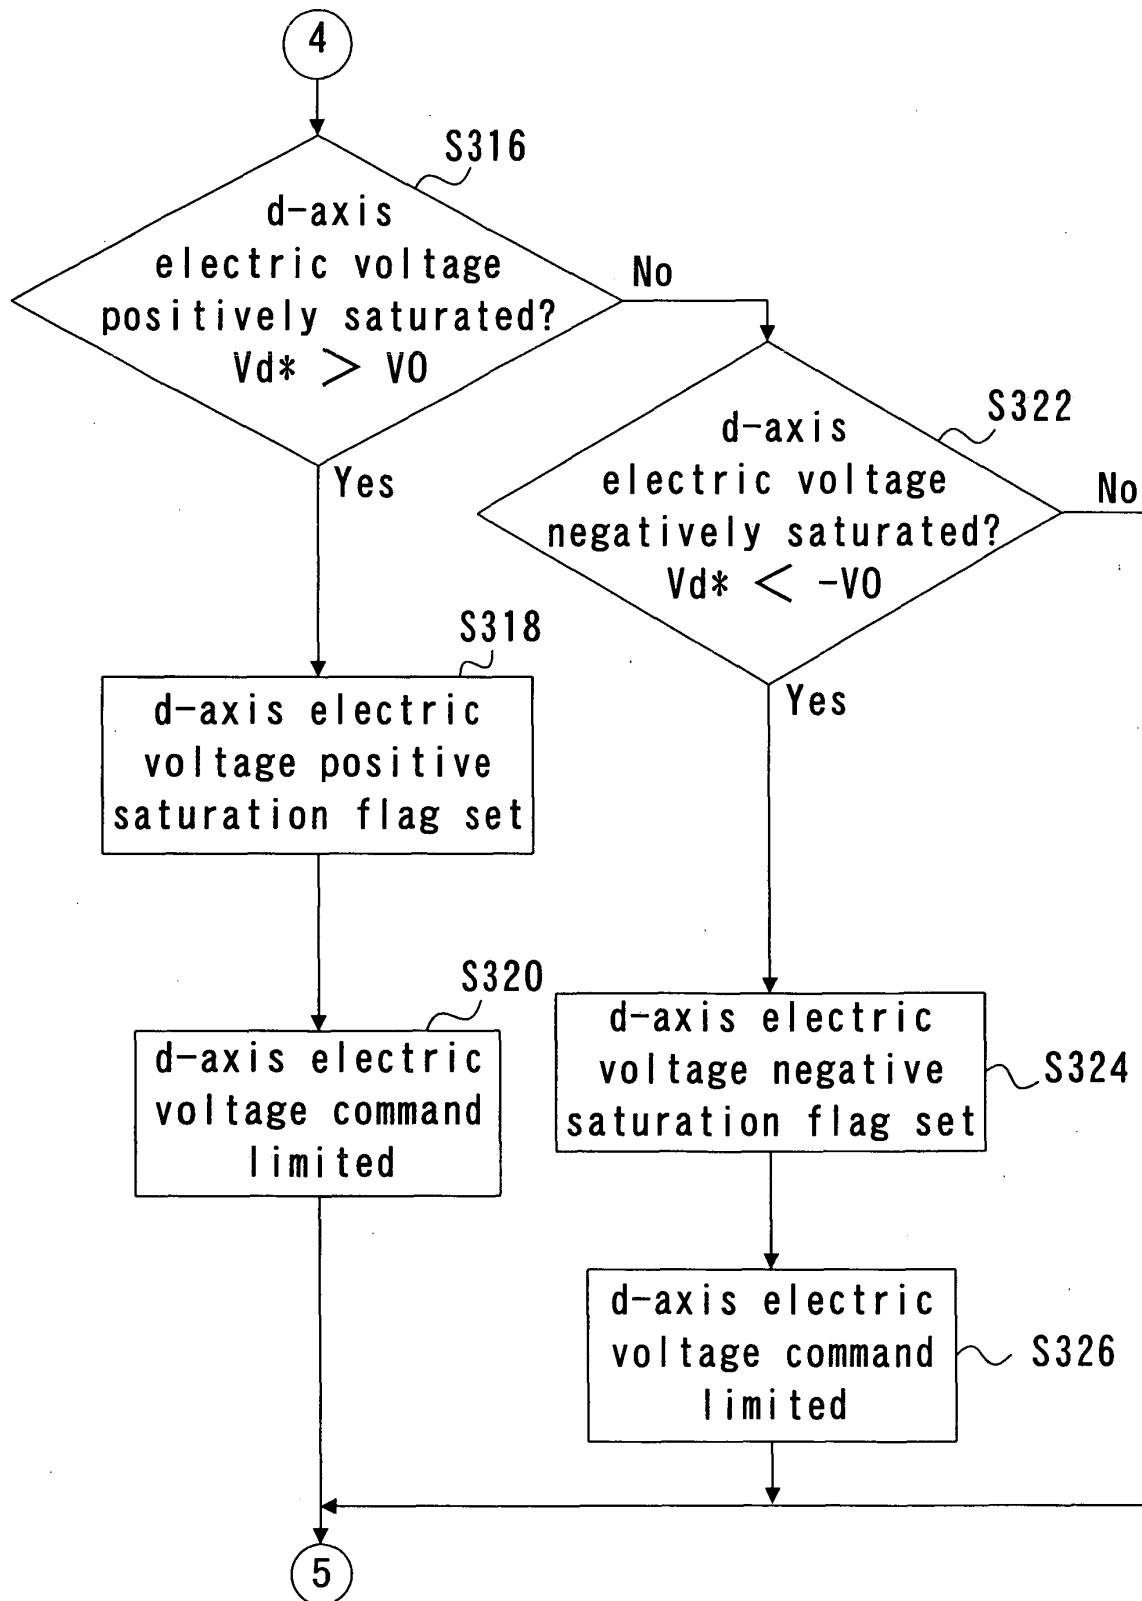 4
S316
d-axis
electric voltage
positively saturated?
Vd* > V0
No
Yes
S322
d-axis
electric voltage
negatively saturated?
Vd* < -V0
No
Yes
S318
d-axis electric
voltage positive
saturation flag set
S320
d-axis electric
voltage command
limited
d-axis electric
voltage negative
saturation flag set
S324
d-axis electric
voltage command
limited
S326
5